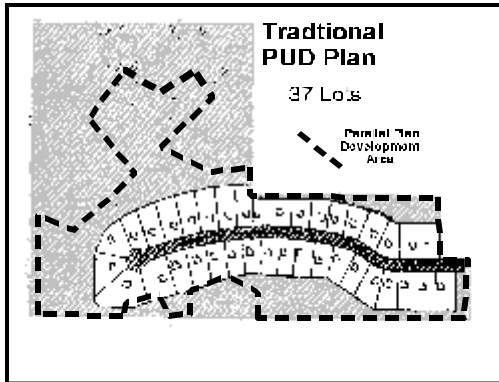 Tradtional
PUD Plan
37 Lots
Parallel Plan
Development
Area